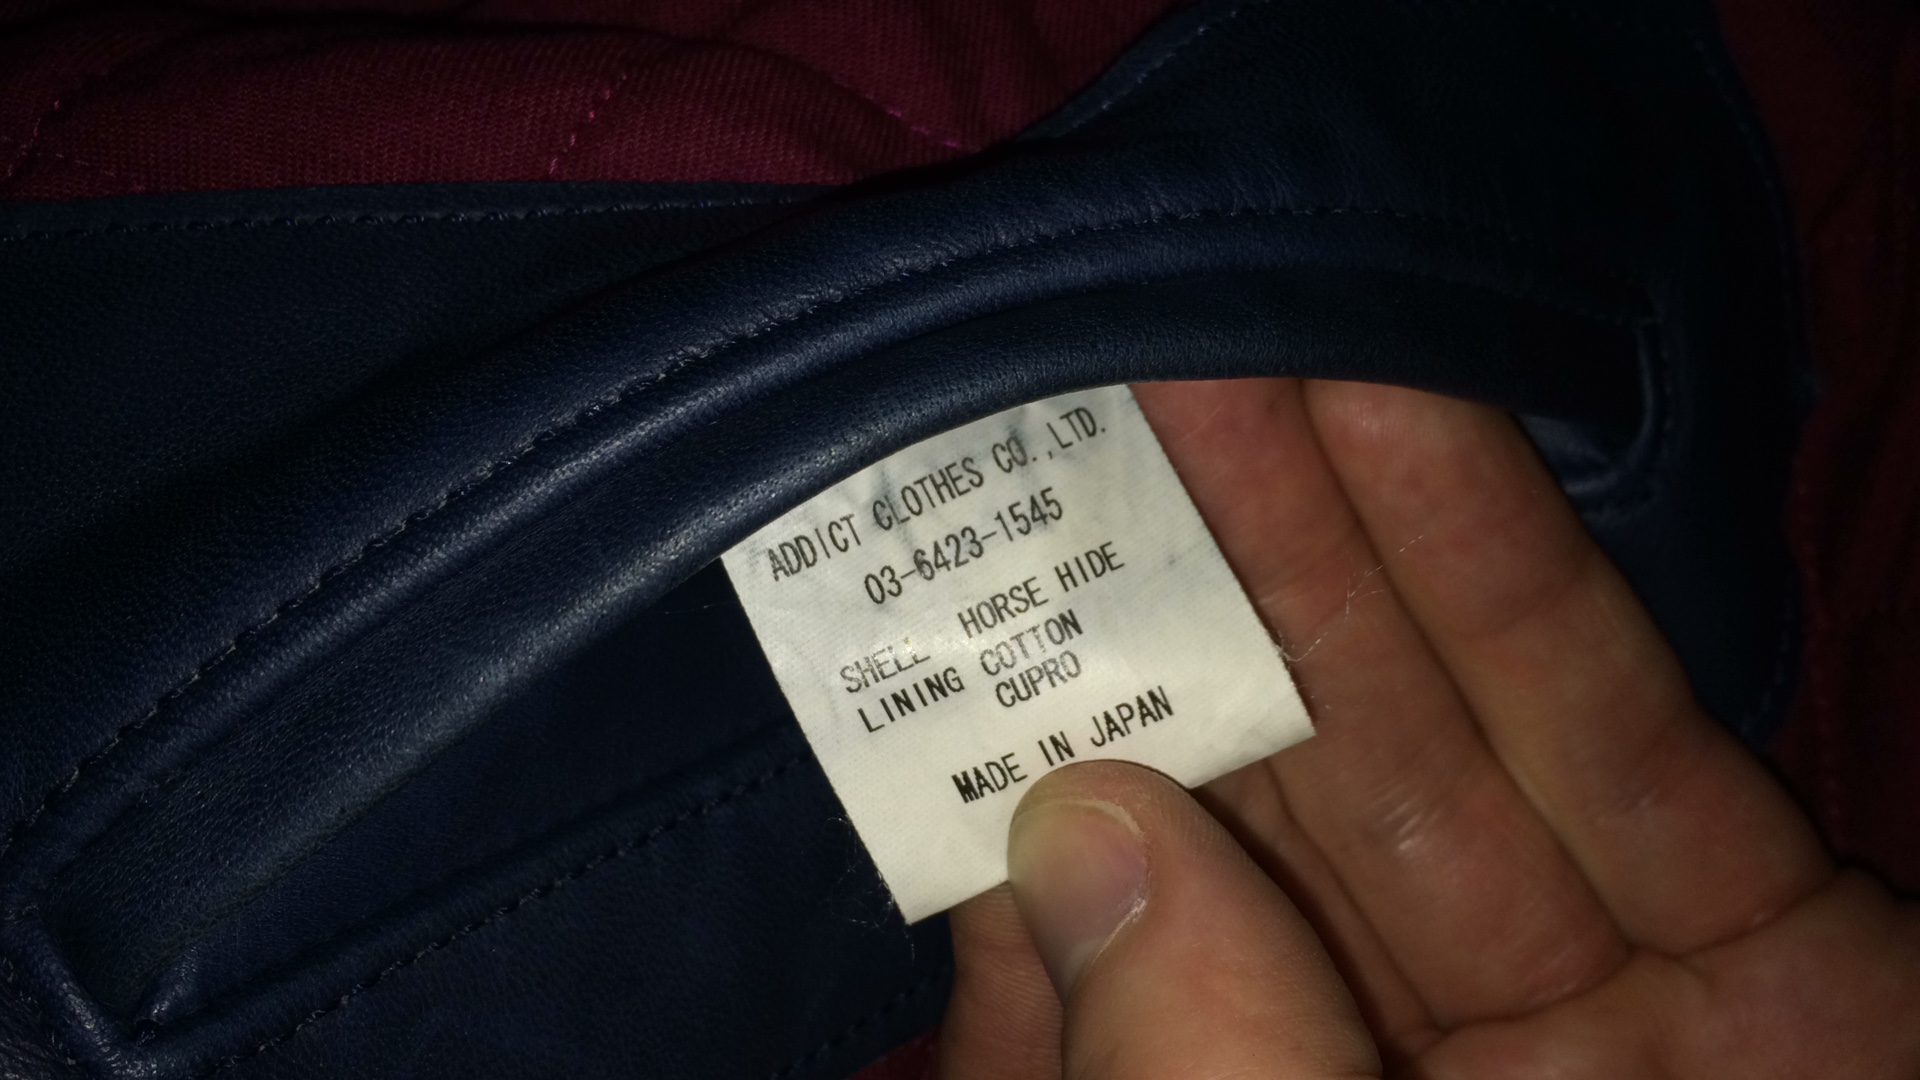 ADDICT CLOTHES CO.,LTD.
03-6423-1545
SHELL HORSE HIDE
LINING COTTON
CUPRO
MADE IN JAPAN